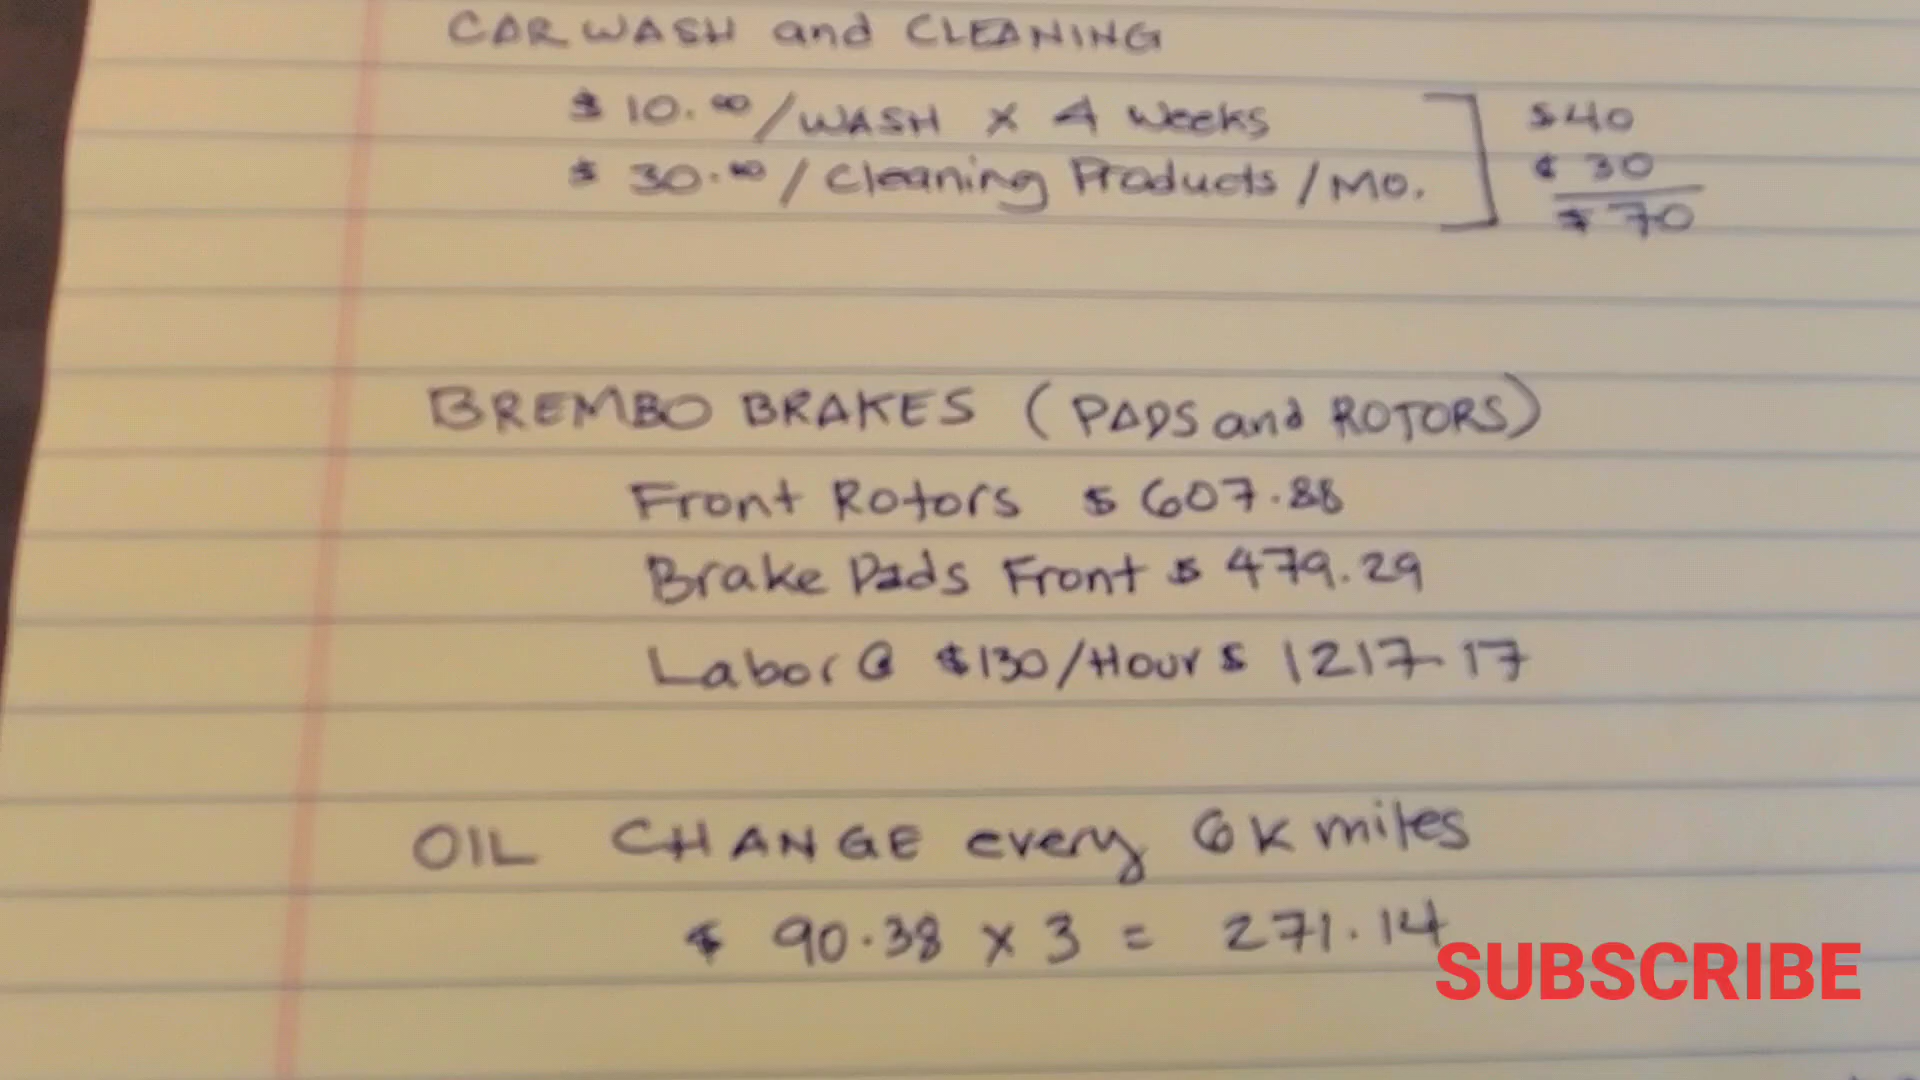 CAR WASH and CLEANING
$ 10.00/WASH x 4 Weeks $40
$ 30.00/Cleaning Products/MO. $ 30
$ 70
BREMBO BRAKES (PADS and ROTORS)
Front Rotors $ 607.88
Brake Pads Front $ 479.29
Labor @ $130/Hour $ 1217.17
OIL CHANGE every 6K miles
$ 90.38 x 3 = 271.14
SUBSCRIBE